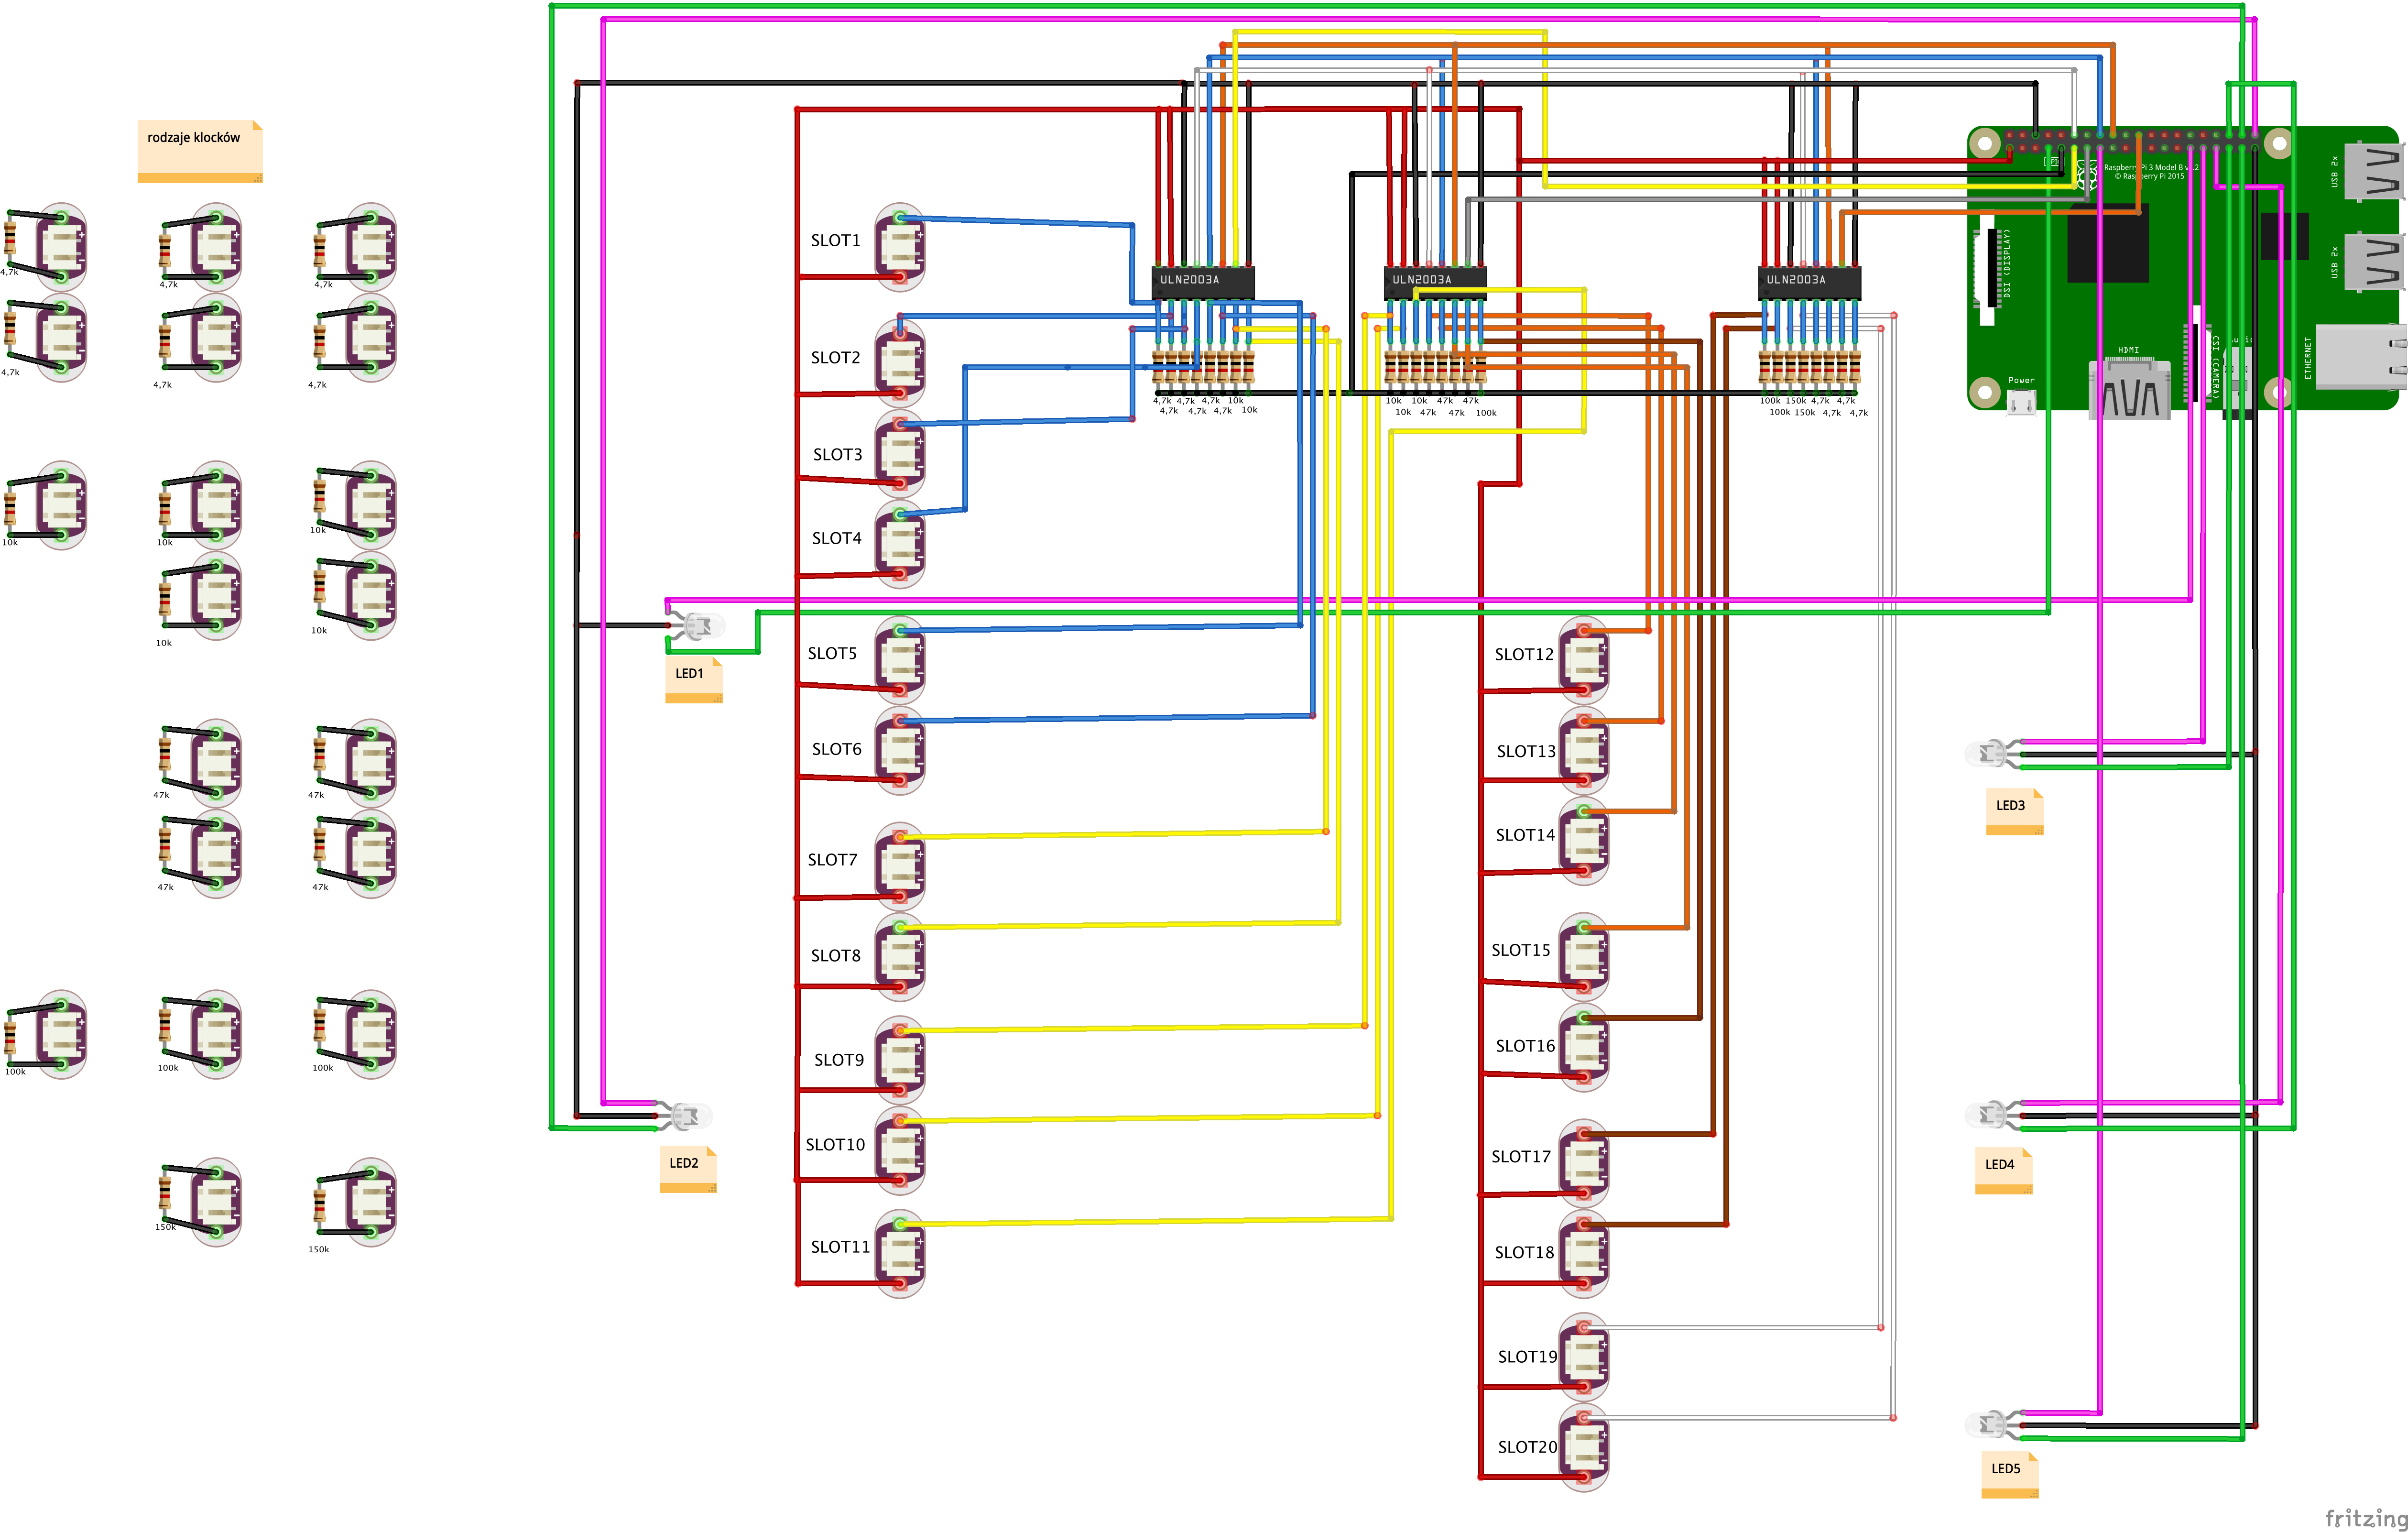 rodzaje klocków
4,7k
4,7k
4,7k
4,7k
4,7k
4,7k
10k
10k
10k
10k
10k
47k
47k
47k
47k
100k
100k
100k
150k
150k
SLOT1
SLOT2
SLOT3
SLOT4
SLOT5
SLOT6
SLOT7
SLOT8
SLOT9
SLOT10
SLOT11
LED1
LED2
ULN2003A
ULN2003A
ULN2003A
4,7k 4,7k 4,7k 10k
4,7k 4,7k 4,7k 10k
10k 10k 47k 47k
10k 47k 47k 100k
100k 150k 4,7k 4,7k
100k 150k 4,7k 4,7k
SLOT12
SLOT13
SLOT14
SLOT15
SLOT16
SLOT17
SLOT18
SLOT19
SLOT20
Raspberry Pi 3 Model B v1.2
© Raspberry Pi 2015
USB 2x
USB 2x
ETHERNET
DSI (DISPLAY)
CSI (CAMERA)
HDMI
Power
LED3
LED4
LED5
fritzing